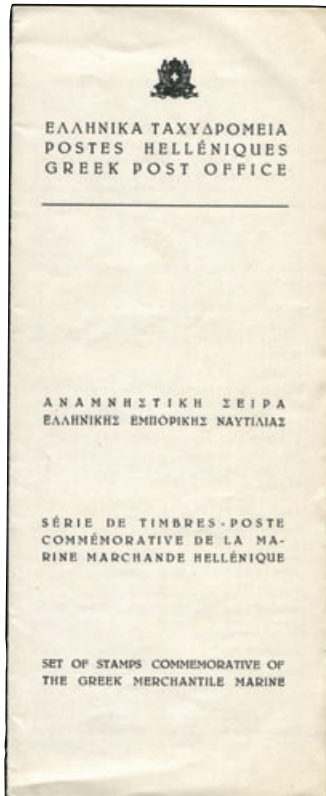 ΕΛΛΗΝΙΚΑ ΤΑΧΥΔΡΟΜΕΙΑ
POSTES HELLÉNIQUES
GREEK POST OFFICE
ΑΝΑΜΝΗΣΤΙΚΗ ΣΕΙΡΑ
ΕΛΛΗΝΙΚΗΣ ΕΜΠΟΡΙΚΗΣ ΝΑΥΤΙΛΙΑΣ
SÉRIE DE TIMBRES-POSTE
COMMÉMORATIVE DE LA MA-
RINE MARCHANDE HELLÉNIQUE
SET OF STAMPS COMMEMORATIVE OF
THE GREEK MERCHANTILE MARINE